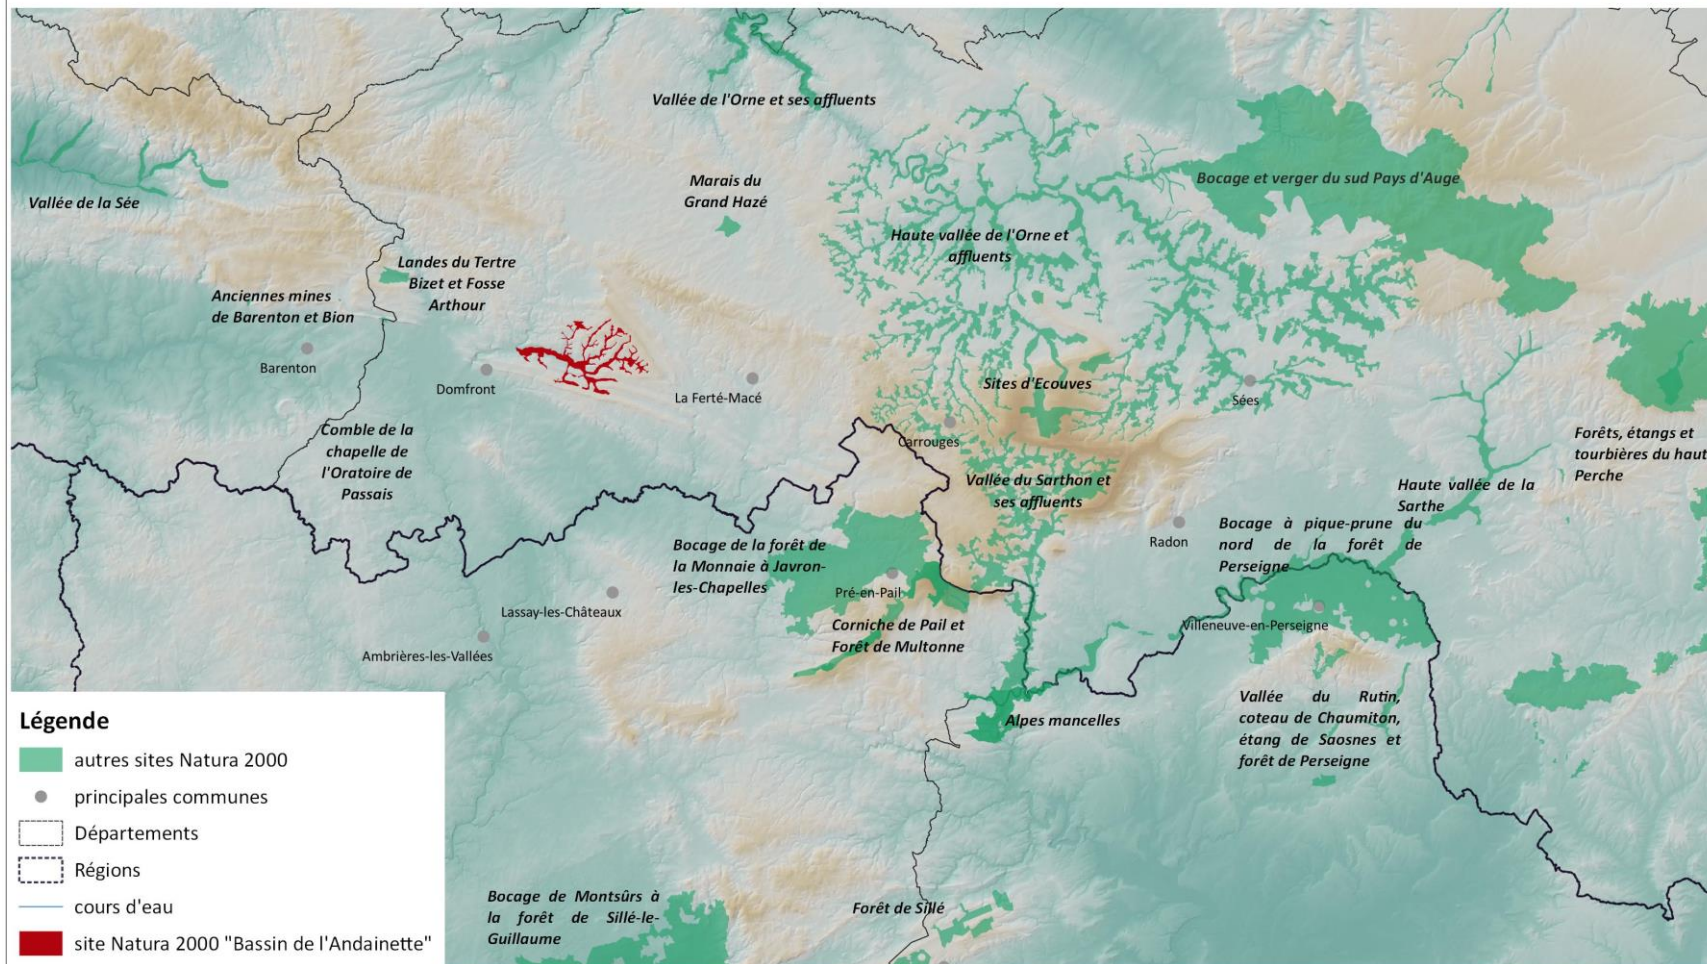 Vallée de l'Orne et ses affluents
Vallée de la Sée
Marais du
Grand Hazé
Bocage et verger du sud Pays d'Auge
Haute vallée de l'Orne et
affluents
Landes du Tertre
Bizet et Fosse
Arthour
Anciennes mines
de Barenton et Bion
Barenton
Domfront
La Ferté-Macé
Sites d'Ecouves
Sées
Carrouges
Comble de la
chapelle de
l'Oratoire de
Passais
Vallée du Sarthon et
ses affluents
Forêts, étangs et
tourbières du haut
Perche
Haute vallée de la
Sarthe
Radon
Bocage à pique-prune du
nord de la forêt de
Perseigne
Bocage de la forêt de
la Monnaie à Javron-
les-Chapelles
Pré-en-Pail
Lassay-les-Châteaux
Ambrières-les-Vallées
Corniche de Pail et
Forêt de Multonne
Villeneuve-en-Perseigne
Alpes mancelles
Vallée du Rutin,
coteau de Chaumiton,
étang de Saosnes et
forêt de Perseigne
Bocage de Montsûrs à
la forêt de Sillé-le-
Guillaume
Forêt de Sillé
Légende
autres sites Natura 2000
principales communes
Départements
Régions
cours d'eau
site Natura 2000 "Bassin de l'Andainette"